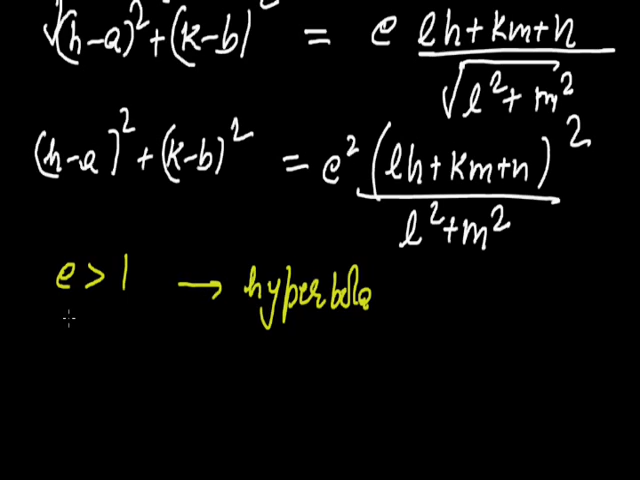 √(h-a)²+(k-b)² = e (lh+km+n)/√(l²+m²)
(h-a)²+(k-b)² = e² (lh+km+n)²/(l²+m²)
e > 1 → hyperbola